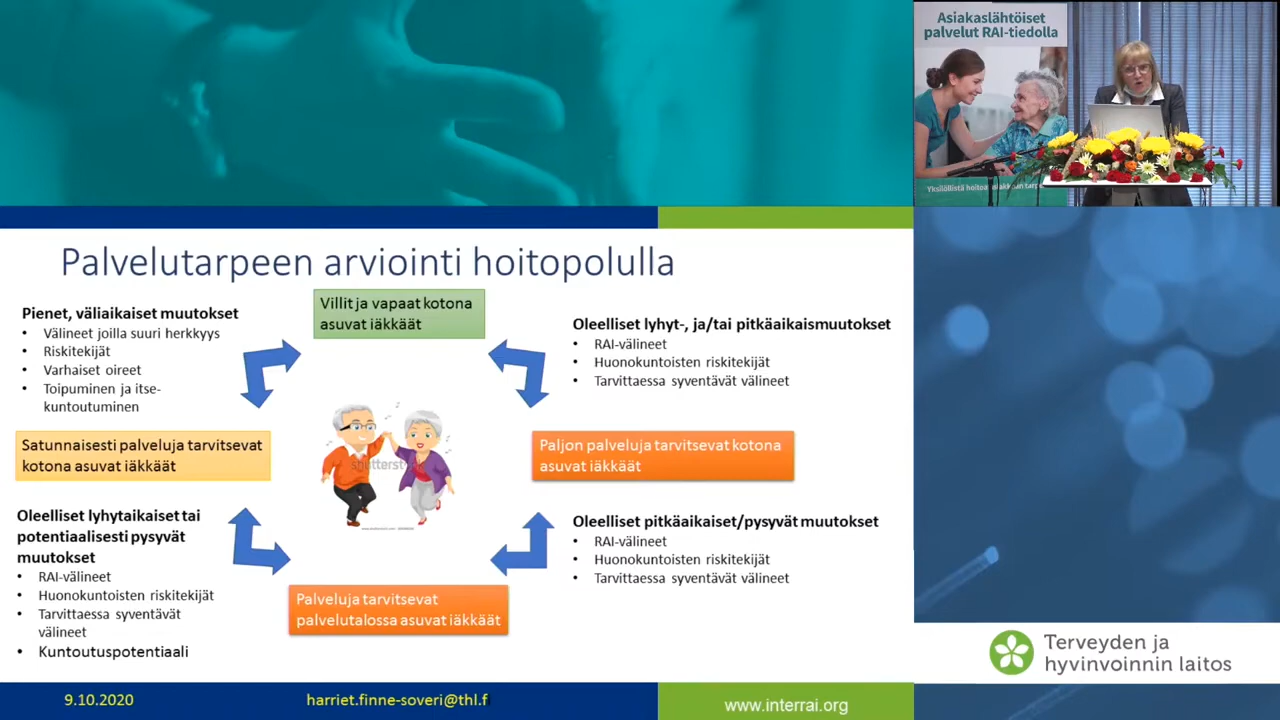 Asiakaslähtöiset
palvelut RAI-tiedolla
Palvelutarpeen arviointi hoitopolulla
Villit ja vapaat kotona
asuvat iäkkäät
Pienet, väliaikaiset muutokset
• Välineet joilla suuri herkkyys
• Riskitekijät
• Varhaiset oireet
• Toipuminen ja itse-
kuntoutuminen
Oleelliset lyhyt-, ja/tai pitkäaikaismuutokset
• RAI-välineet
• Huonokuntoisten riskitekijät
• Tarvittaessa syventävät välineet
Satunnaisesti palveluja tarvitsevat
kotona asuvat iäkkäät
Paljon palveluja tarvitsevat kotona
asuvat iäkkäät
Oleelliset lyhytaikaiset tai
potentiaalisesti pysyvät
muutokset
• RAI-välineet
• Huonokuntoisten riskitekijät
• Tarvittaessa syventävät
välineet
• Kuntoutuspotentiaali
Oleelliset pitkäaikaiset/pysyvät muutokset
• RAI-välineet
• Huonokuntoisten riskitekijät
• Tarvittaessa syventävät välineet
Palveluja tarvitsevat
palvelutalossa asuvat iäkkäät
Terveyden ja
hyvinvoinnin laitos
9.10.2020
harriet.finne-soveri@thl.f
www.interrai.org